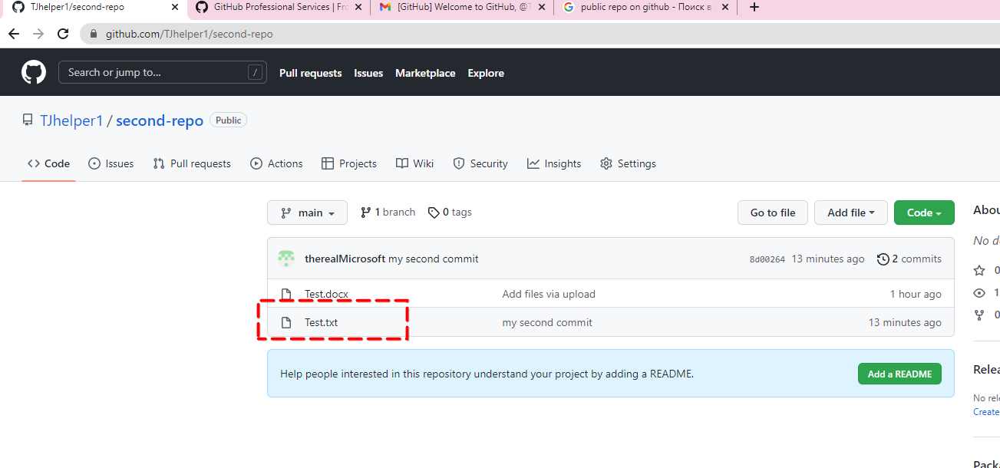 TJhelper1/second-repo
GitHub Professional Services | Fro
[GitHub] Welcome to GitHub, @T
public repo on github - Поиск в
github.com/TJhelper1/second-repo
Search or jump to... /
Pull requests Issues Marketplace Explore
TJhelper1 / second-repo Public
Code Issues Pull requests Actions Projects Wiki Security Insights Settings
main 1 branch 0 tags Go to file Add file Code
therealMicrosoft my second commit 8d00264 13 minutes ago 2 commits
Test.docx Add files via upload 1 hour ago
Test.txt my second commit 13 minutes ago
Help people interested in this repository understand your project by adding a README. Add a README
Abou
No d
0
1
0
Relea
No rele
Create
Pack